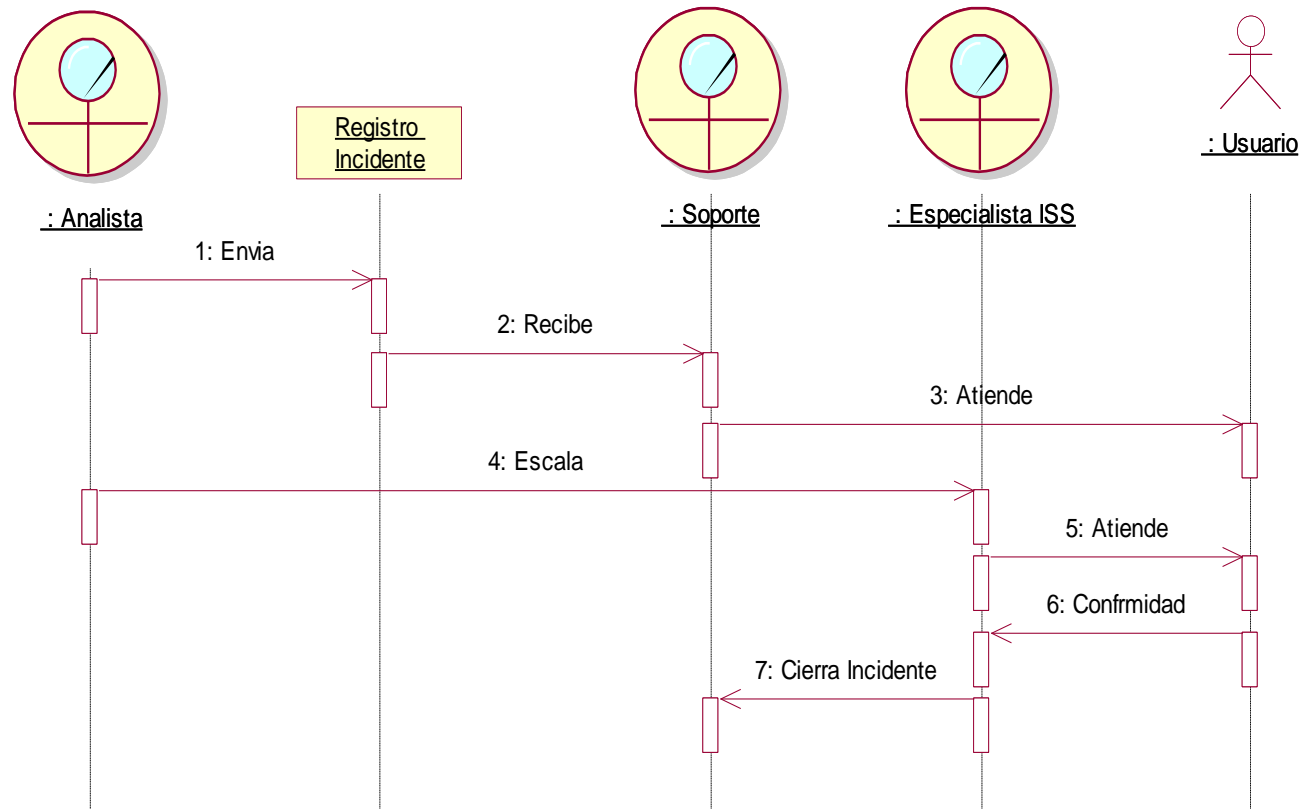 Registro
Incidente
: Analista
: Soporte
: Especialista ISS
: Usuario
1: Envia
2: Recibe
3: Atiende
4: Escala
5: Atiende
6: Confrmidad
7: Cierra Incidente